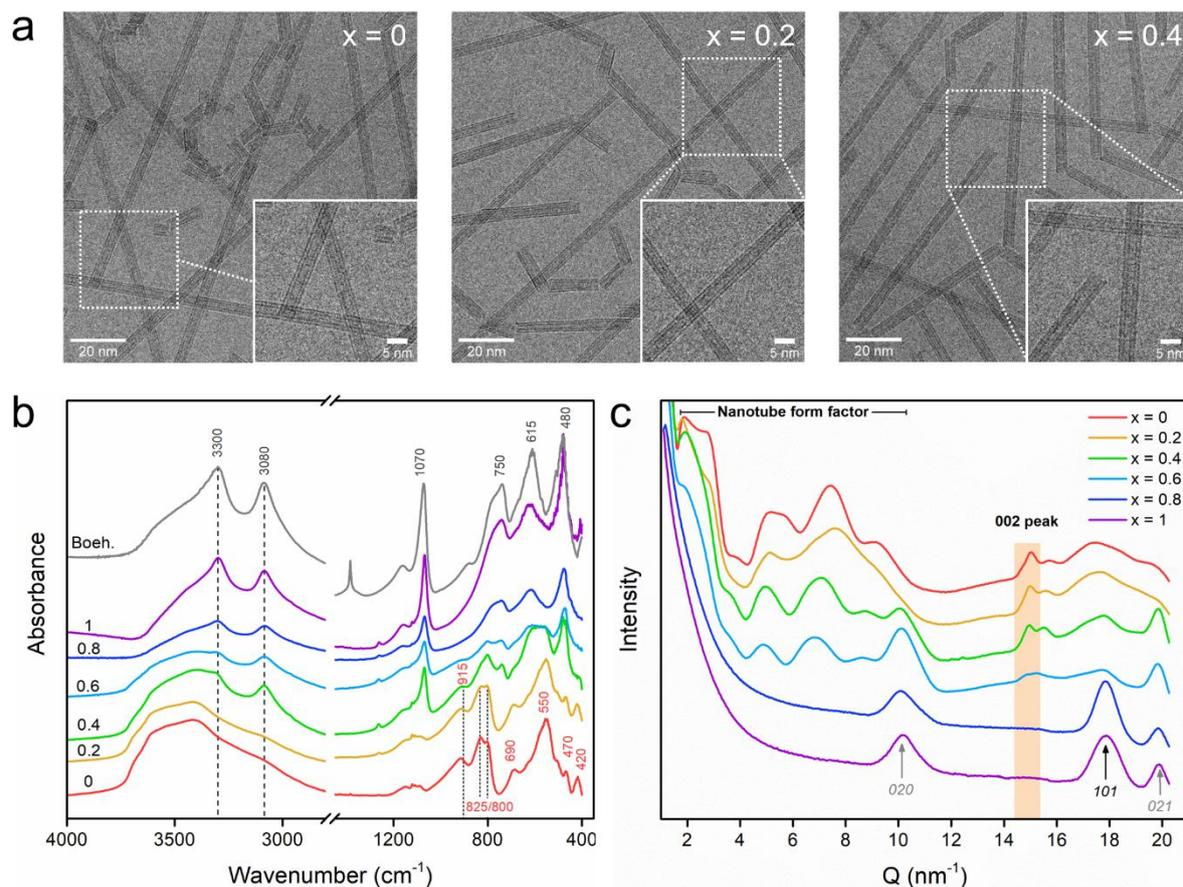 a
x = 0
x = 0.2
x = 0.4
20 nm
5 nm
20 nm
5 nm
20 nm
5 nm
b
3300
3080
1070
750
615
480
Boeh.
1
0.8
0.6
0.4
0.2
0
915
825/800
690
550
470
420
Absorbance
4000
3500
3000
1200
800
400
Wavenumber (cm⁻¹)
c
Nanotube form factor
x = 0
x = 0.2
x = 0.4
x = 0.6
x = 0.8
x = 1
002 peak
020
101
021
Intensity
2
4
6
8
10
12
14
16
18
20
Q (nm⁻¹)